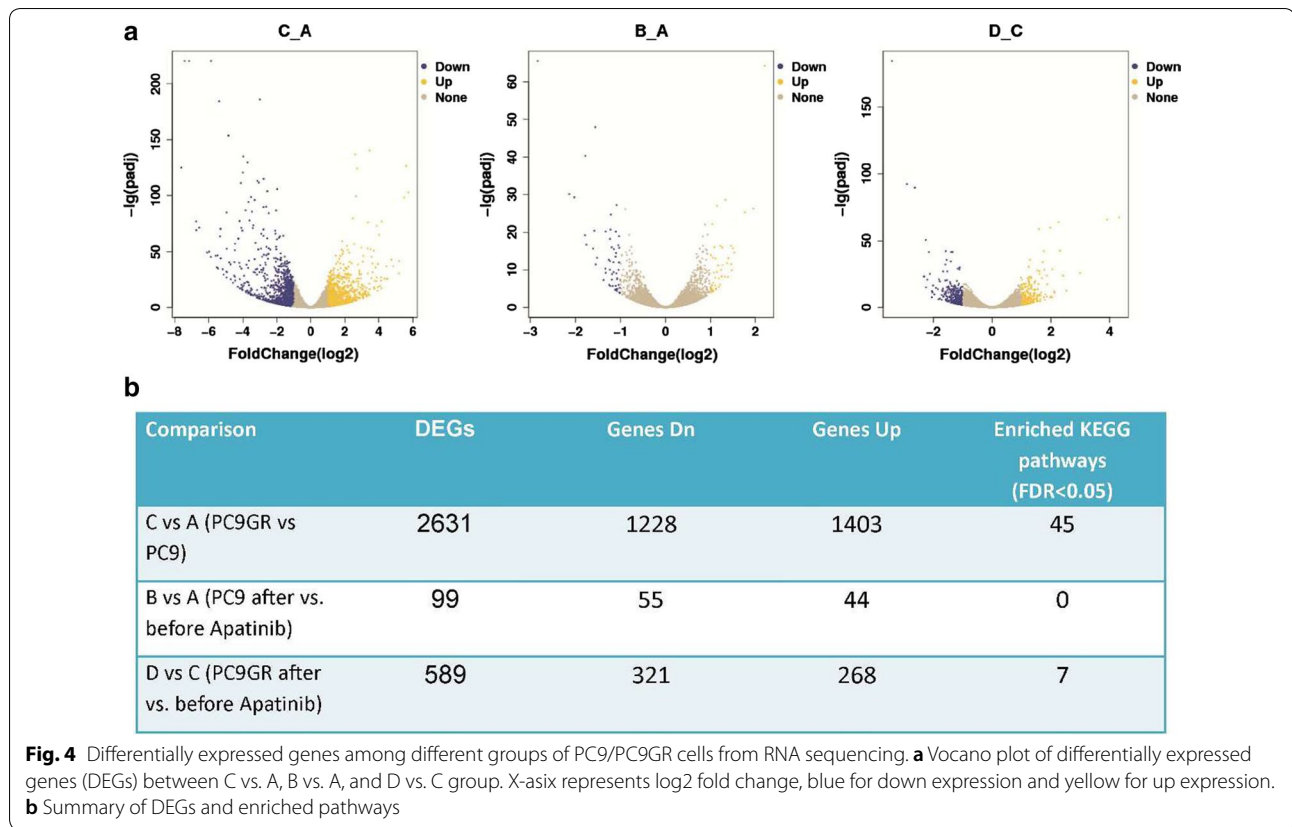 a
C_A
B_A
D_C
Down
Up
None
Down
Up
None
Down
Up
None
-lg(padj)
0
50
100
150
200
-8
-6
-4
-2
0
2
4
6
FoldChange(log2)
-lg(padj)
0
10
20
30
40
50
60
-3
-2
-1
0
1
2
FoldChange(log2)
-lg(padj)
0
50
100
150
-2
0
2
4
FoldChange(log2)
b
Comparison DEGs Genes Dn Genes Up Enriched KEGG
pathways
(FDR<0.05)
C vs A (PC9GR vs 2631 1228 1403 45
PC9)
B vs A (PC9 after vs. 99 55 44 0
before Apatinib)
D vs C (PC9GR after 589 321 268 7
vs. before Apatinib)
Fig. 4 Differentially expressed genes among different groups of PC9/PC9GR cells from RNA sequencing. a Vocano plot of differentially expressed
genes (DEGs) between C vs. A, B vs. A, and D vs. C group. X-asix represents log2 fold change, blue for down expression and yellow for up expression.
b Summary of DEGs and enriched pathways